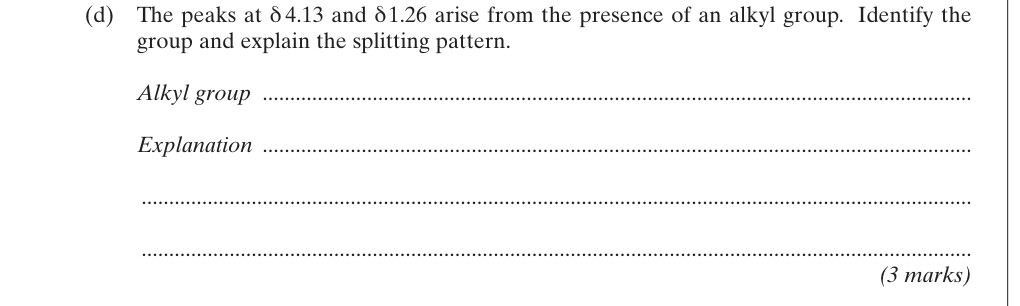 (d) The peaks at δ 4.13 and δ 1.26 arise from the presence of an alkyl group. Identify the
group and explain the splitting pattern.
Alkyl group ..............................................................................................................................
Explanation ..............................................................................................................................
....................................................................................................................................................
....................................................................................................................................................
(3 marks)